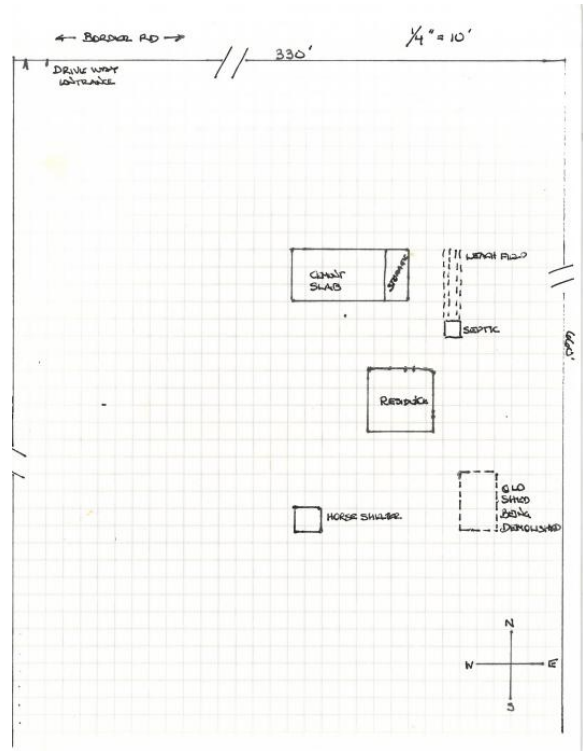 ← BORDER RD →
1/4" = 10'
330'
DRIVE WAY
ENTRANCE
CEMENT
SLAB
STORAGE
LEACH FIELD
SEPTIC
660'
RESIDENCE
OLD
SHED
BEING
DEMOLISHED
HORSE SHELTER
N
W
E
S